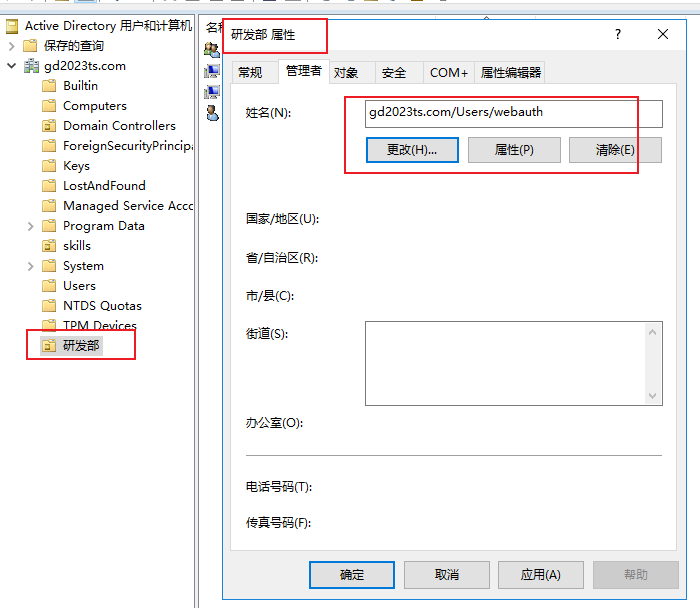 Active Directory 用户和计算机
保存的查询
gd2023ts.com
Builtin
Computers
Domain Controllers
ForeignSecurityPrincipa
Keys
LostAndFound
Managed Service Acco
Program Data
skills
System
Users
NTDS Quotas
TPM Devices
研发部
研发部 属性
?
常规
管理者
对象
安全
COM+
属性编辑器
姓名(N):
gd2023ts.com/Users/webauth
更改(H)...
属性(P)
清除(E)
国家/地区(U):
省/自治区(R):
市/县(C):
街道(S):
办公室(O):
电话号码(T):
传真号码(F):
确定
取消
应用(A)
帮助